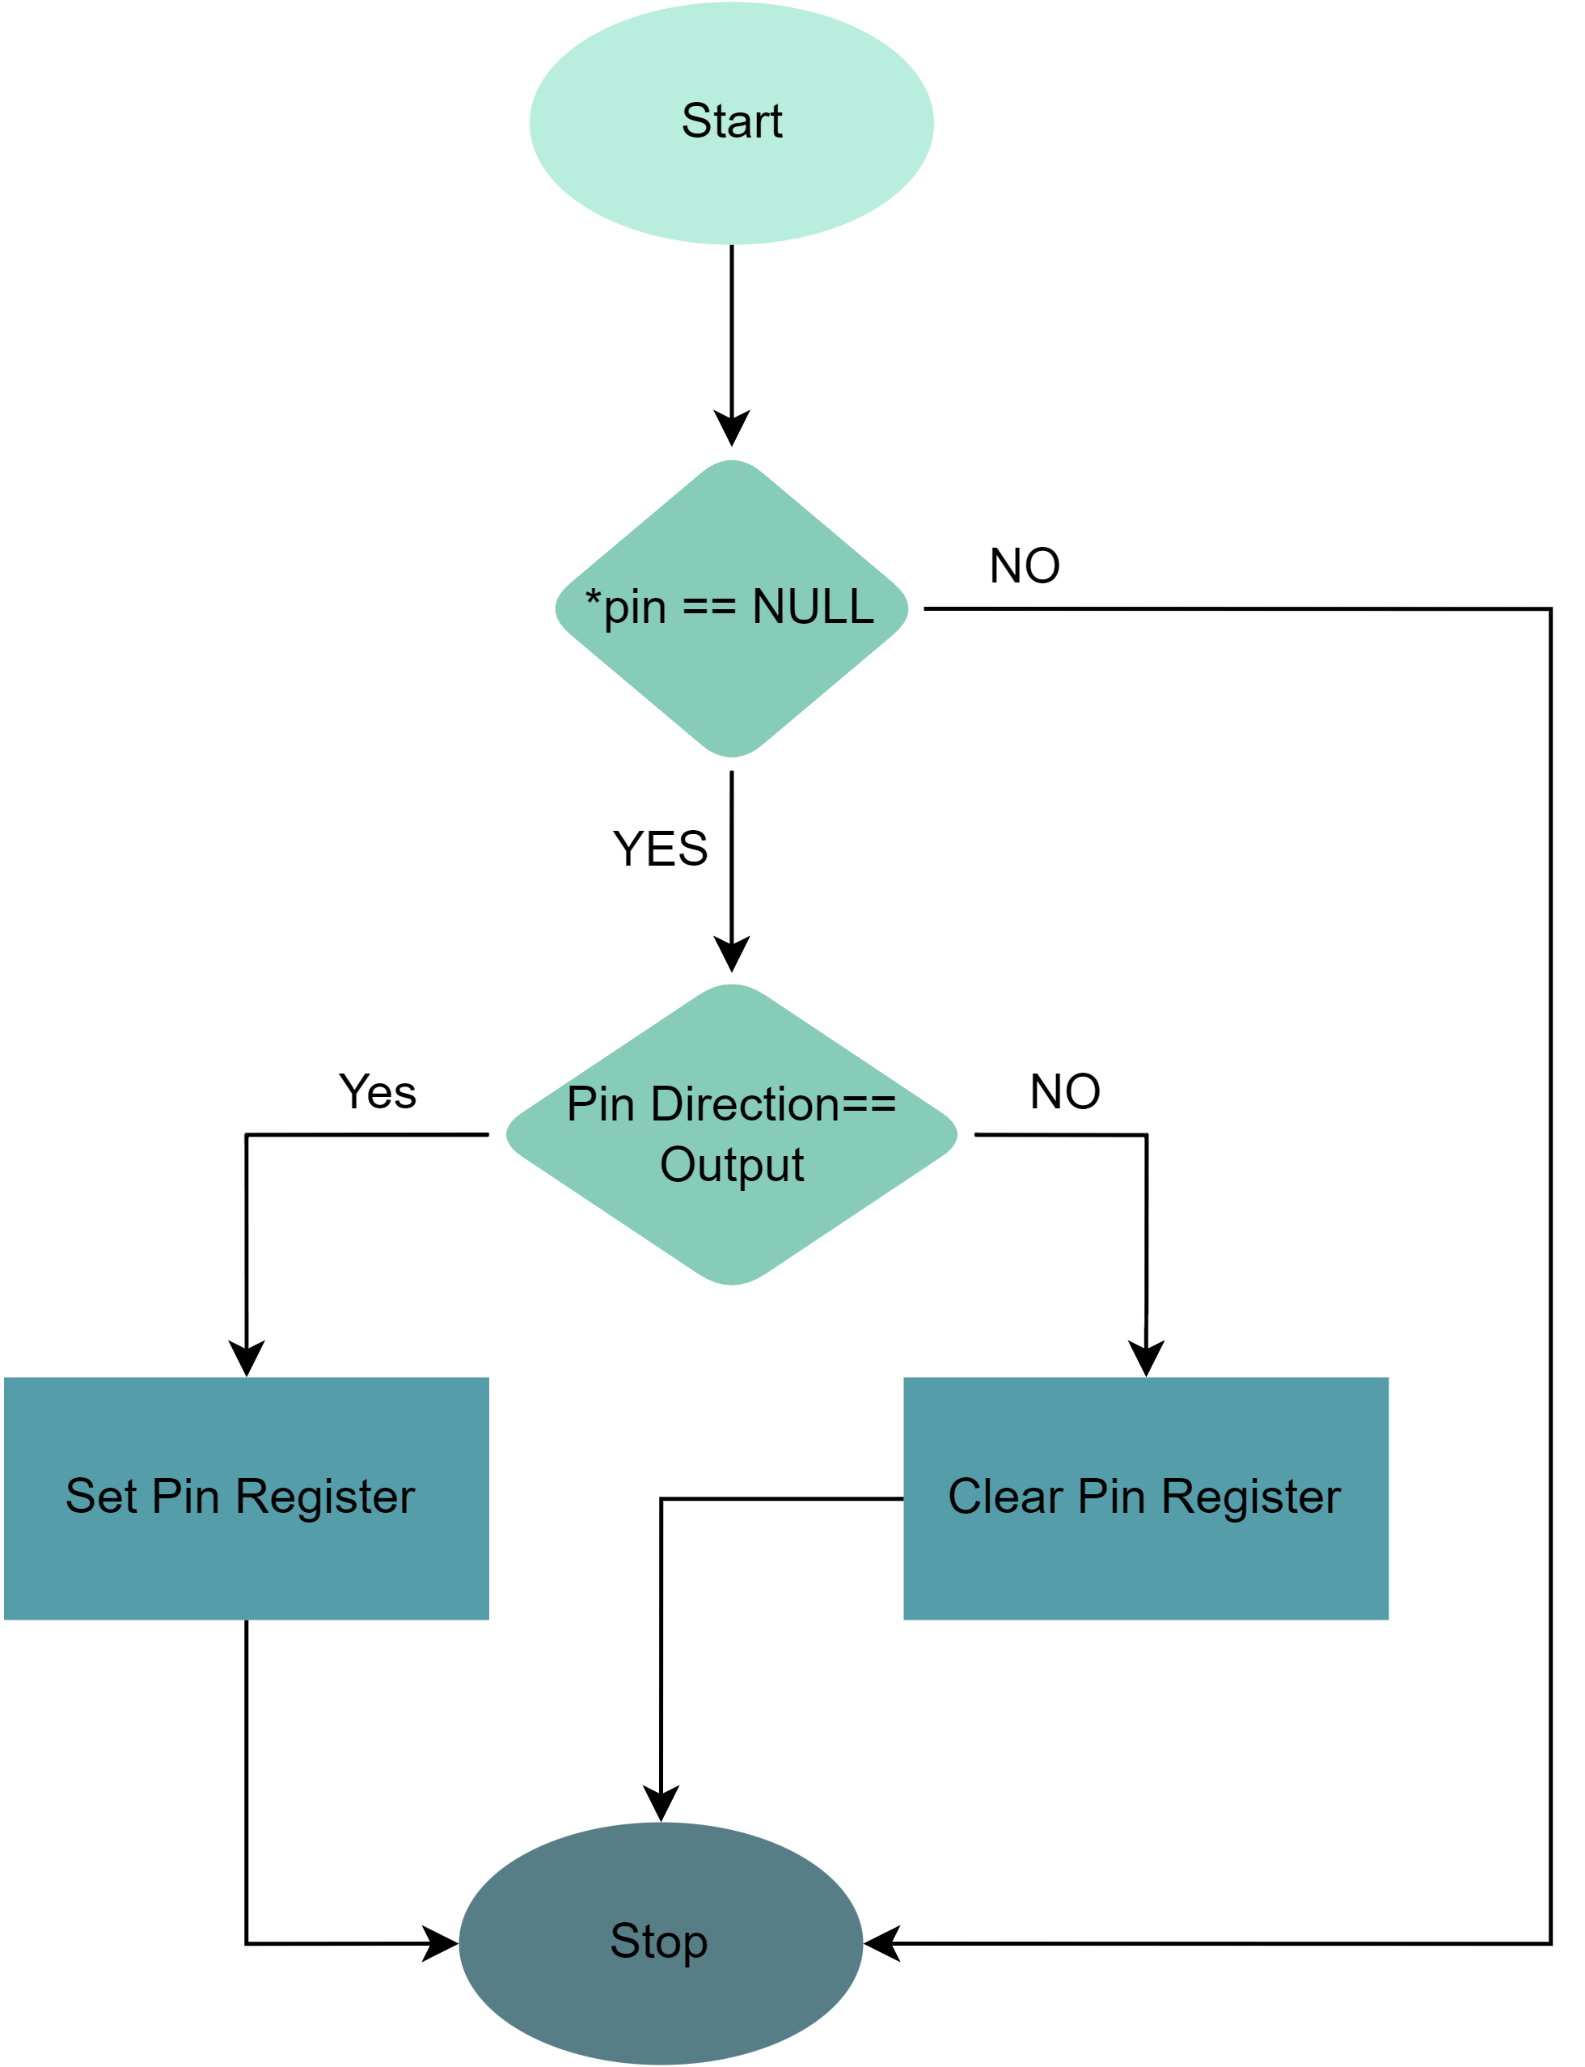 Start
*pin == NULL
NO
YES
Yes
Pin Direction==
Output
NO
Set Pin Register
Clear Pin Register
Stop